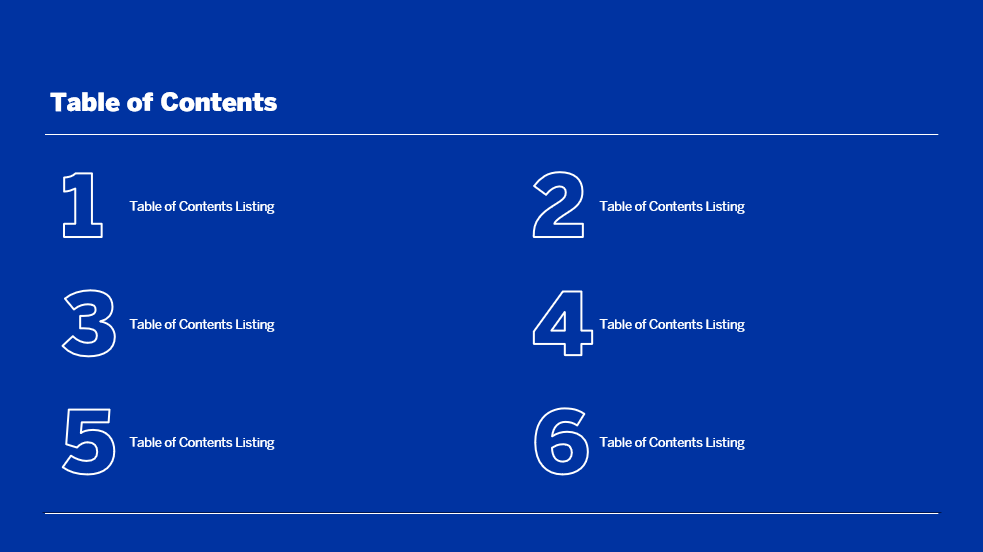 Table of Contents
1 Table of Contents Listing
2 Table of Contents Listing
3 Table of Contents Listing
4 Table of Contents Listing
5 Table of Contents Listing
6 Table of Contents Listing